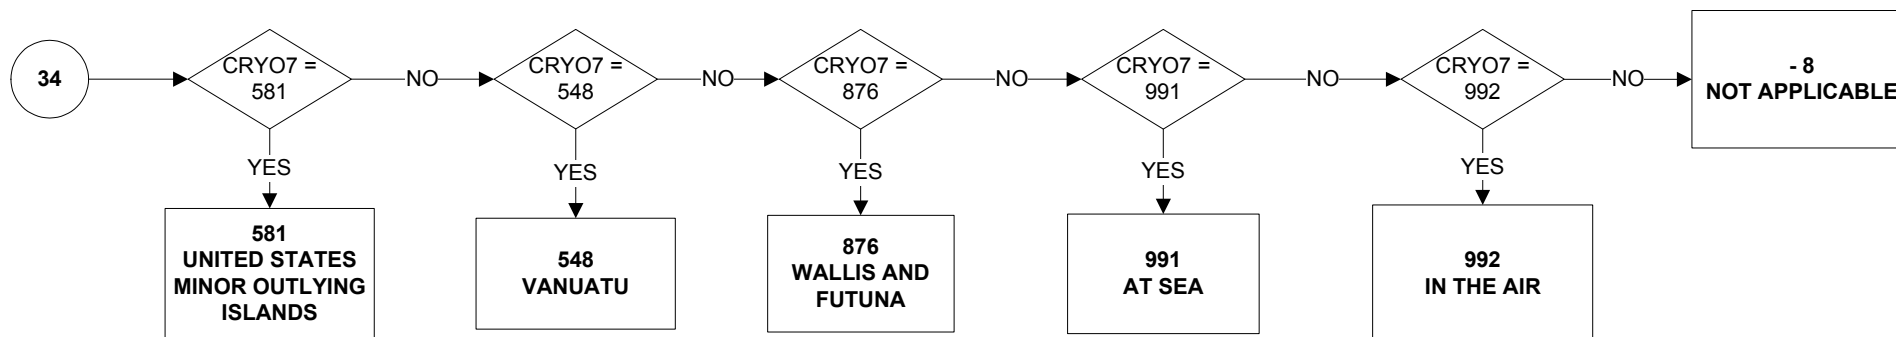 34
CRYO7 =
581
NO
CRYO7 =
548
NO
CRYO7 =
876
NO
CRYO7 =
991
NO
CRYO7 =
992
NO
- 8
NOT APPLICABLE
YES
YES
YES
YES
YES
581
UNITED STATES
MINOR OUTLYING
ISLANDS
548
VANUATU
876
WALLIS AND
FUTUNA
991
AT SEA
992
IN THE AIR